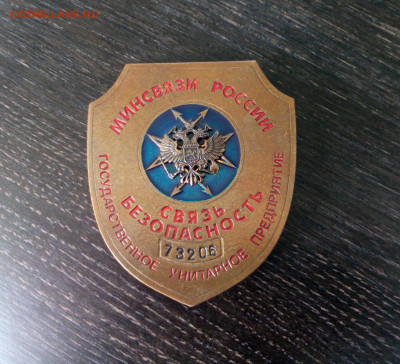 МИНСВЯЗИ РОССИИ
СВЯЗЬ
БЕЗОПАСНОСТЬ
73206
ГОСУДАРСТВЕННОЕ УНИТАРНОЕ ПРЕДПРИЯТИЕ